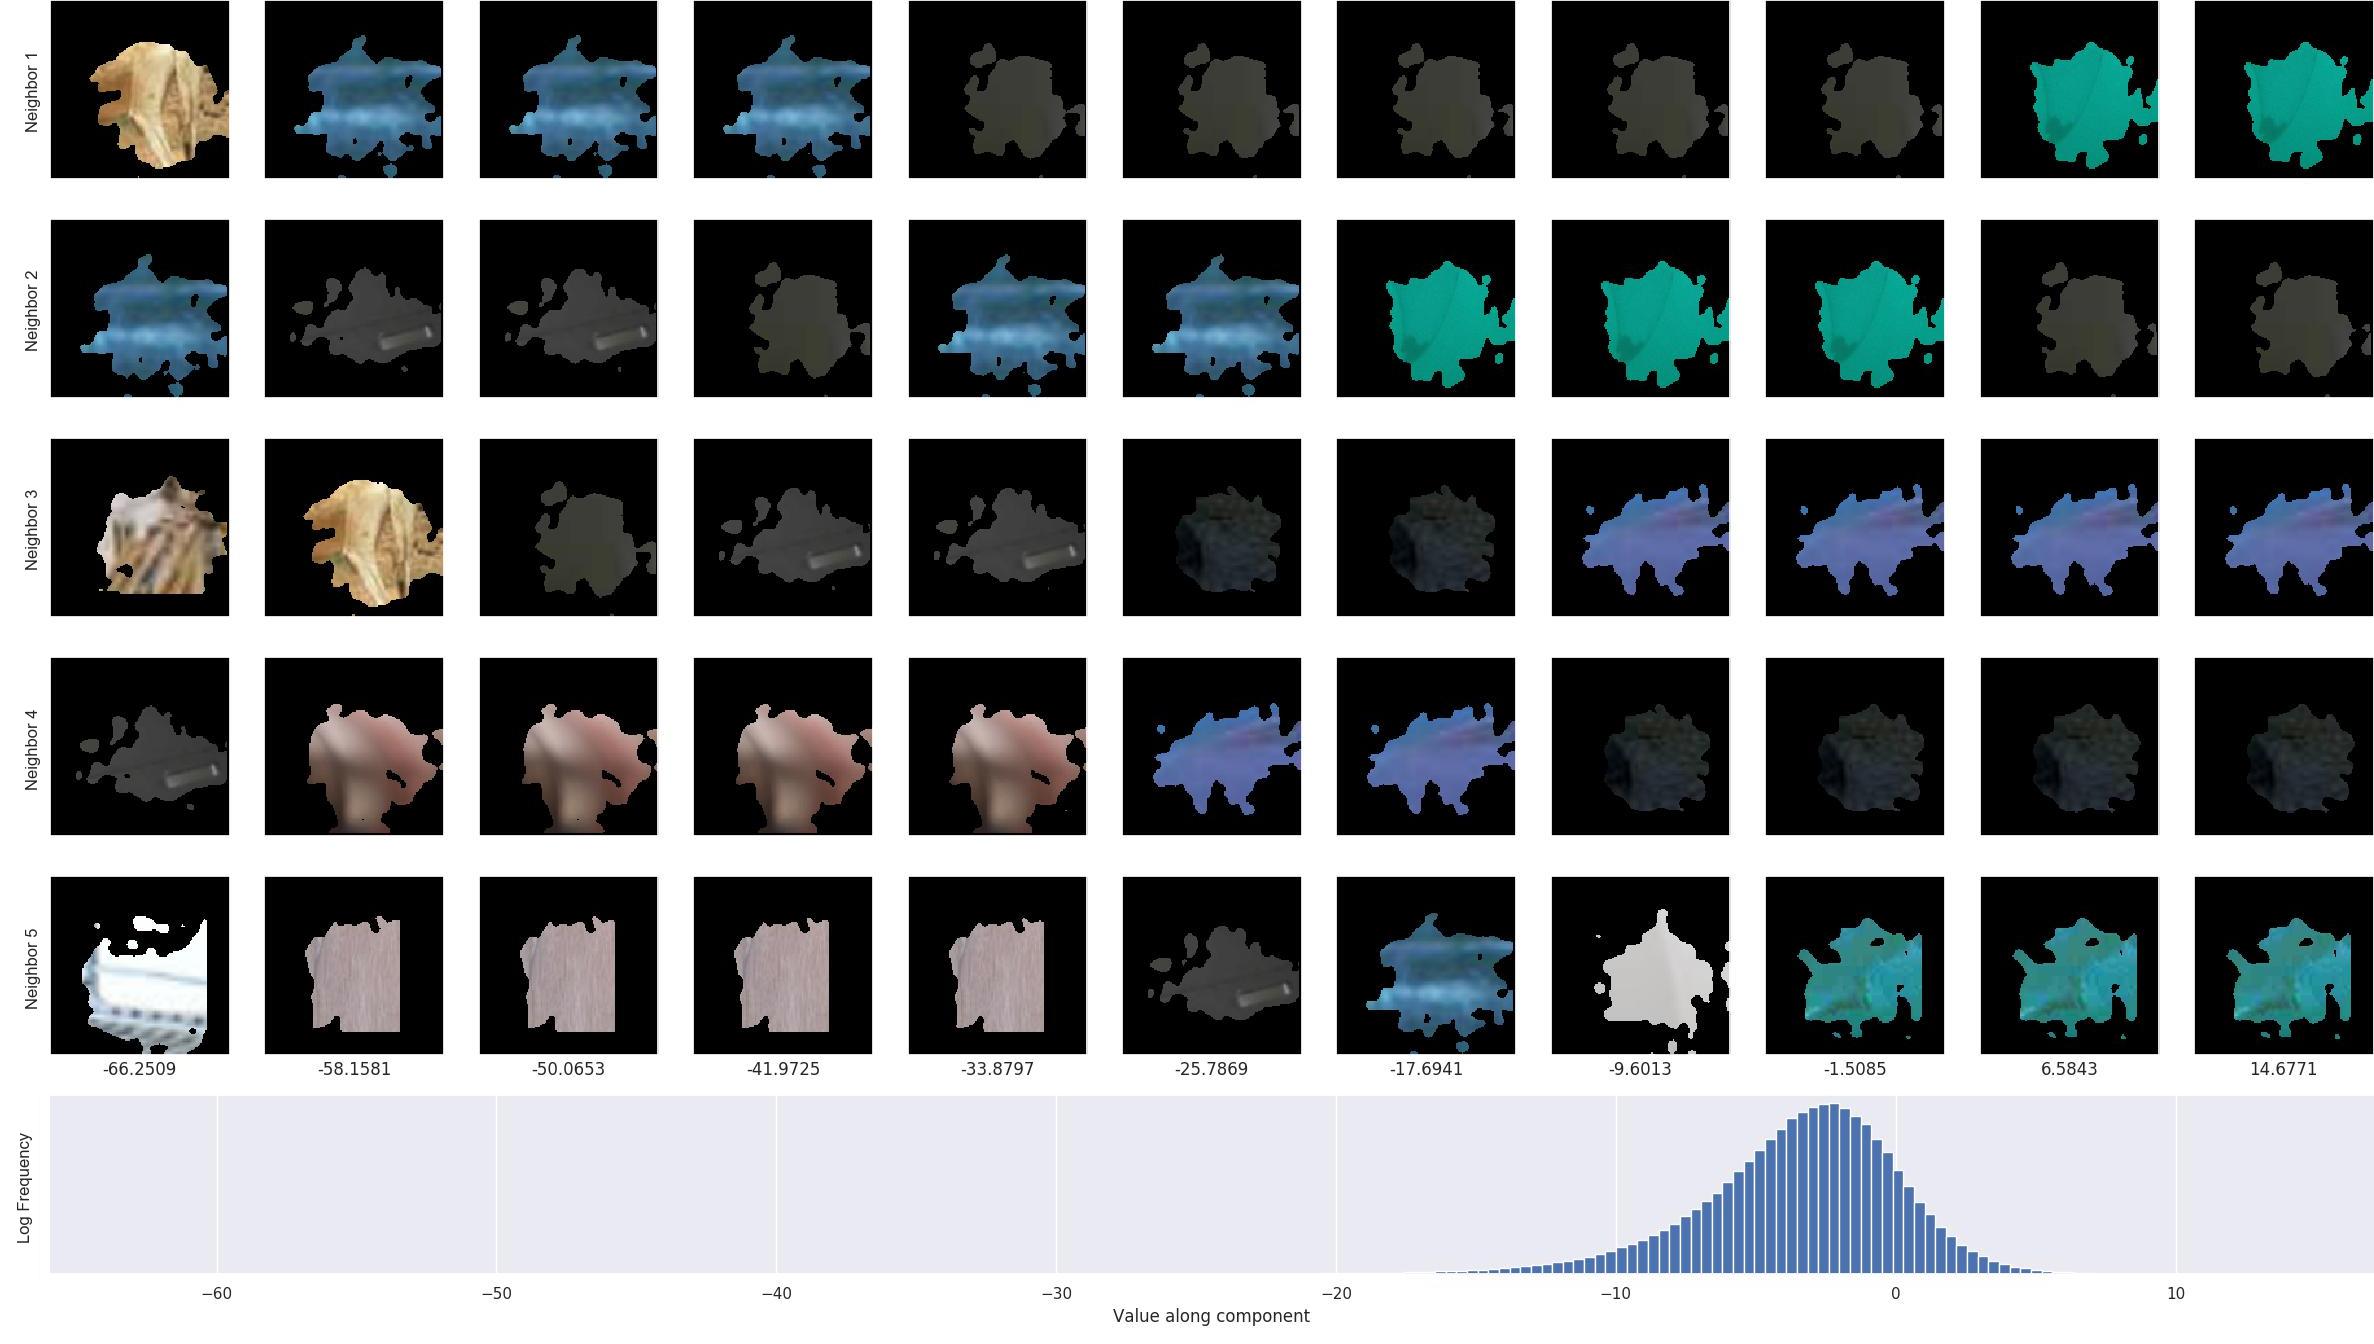 Neighbor 1
Neighbor 2
Neighbor 3
Neighbor 4
Neighbor 5
-66.2509 -58.1581 -50.0653 -41.9725 -33.8797 -25.7869 -17.6941 -9.6013 -1.5085 6.5843 14.6771
Log Frequency
−60 −50 −40 −30 −20 −10 0 10
Value along component